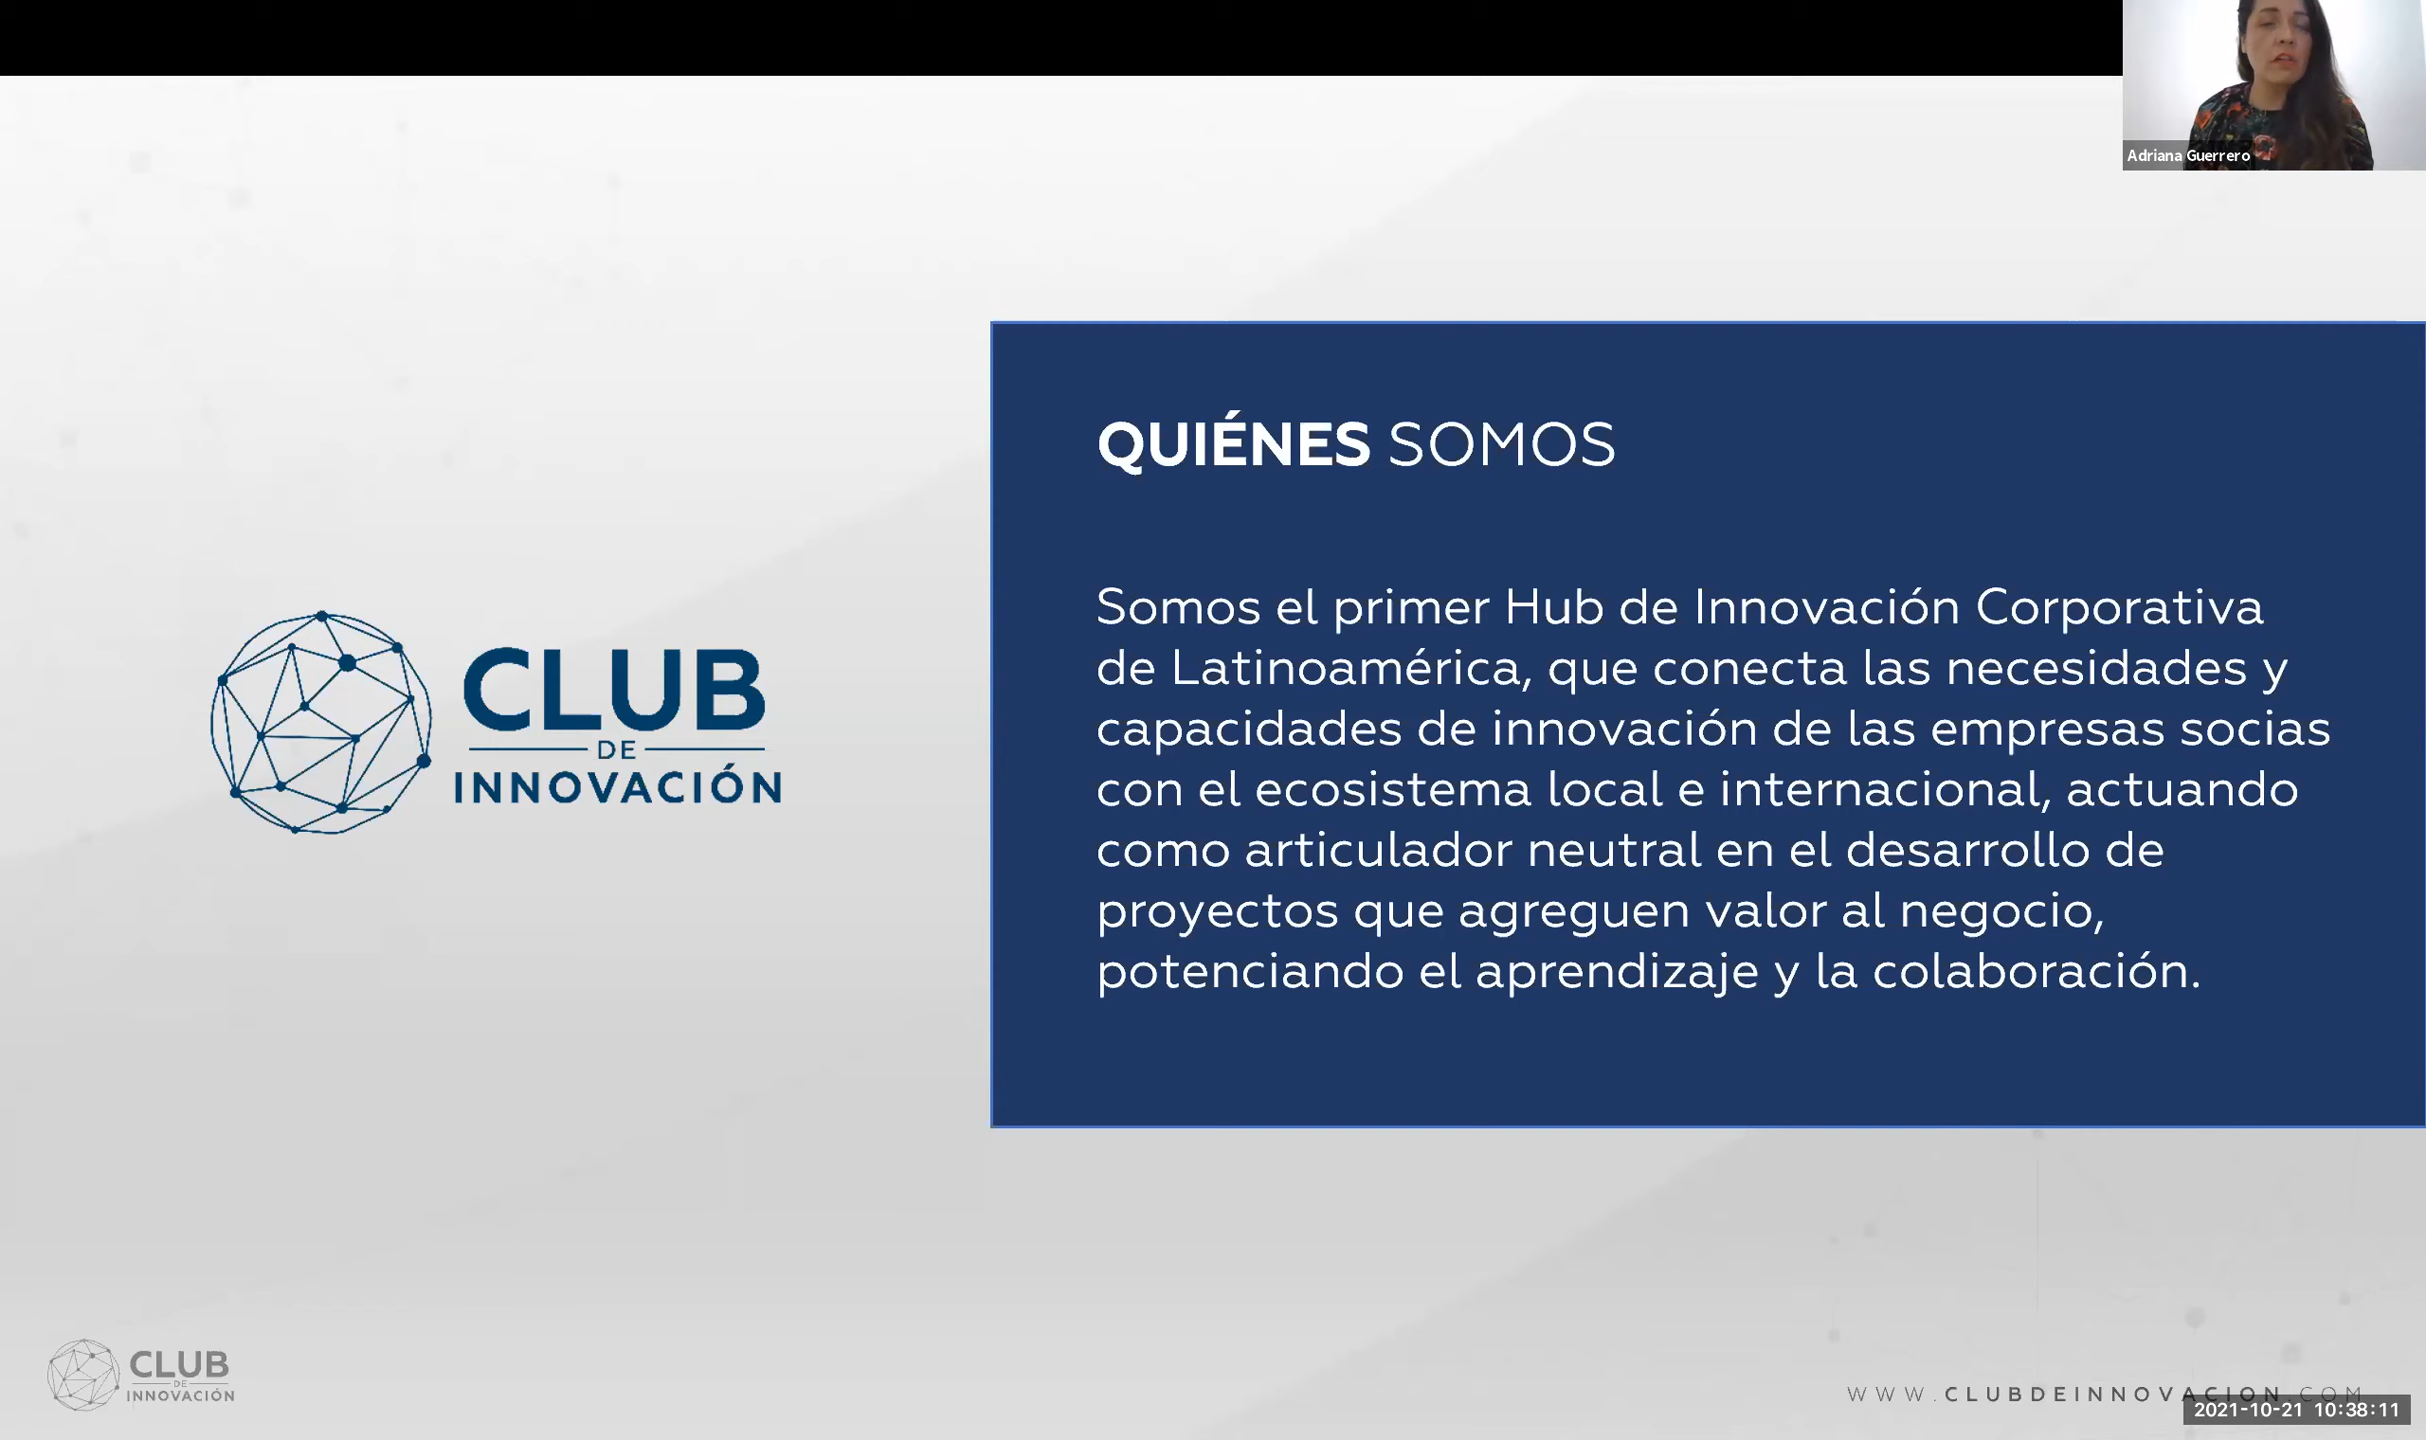 Adriana Guerrero
QUIÉNES SOMOS
Somos el primer Hub de Innovación Corporativa
de Latinoamérica, que conecta las necesidades y
capacidades de innovación de las empresas socias
con el ecosistema local e internacional, actuando
como articulador neutral en el desarrollo de
proyectos que agreguen valor al negocio,
potenciando el aprendizaje y la colaboración.
CLUB
DE
INNOVACIÓN
CLUB
DE
INNOVACIÓN
WWW.CLUBDEINNOVACION.COM
2021-10-21 10:38:11